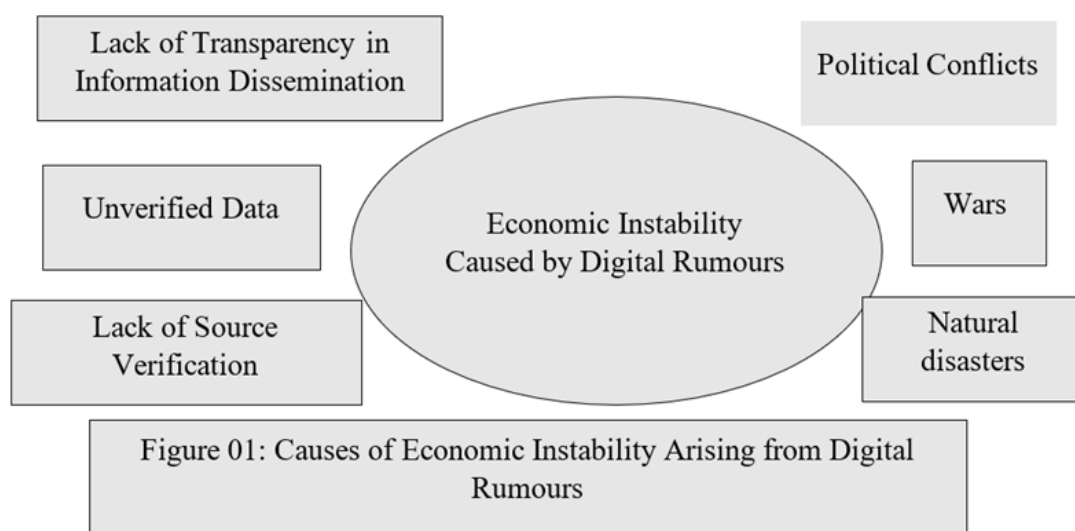 Lack of Transparency in
Information Dissemination
Political Conflicts
Unverified Data
Wars
Economic Instability
Caused by Digital Rumours
Lack of Source
Verification
Natural
disasters
Figure 01: Causes of Economic Instability Arising from Digital
Rumours